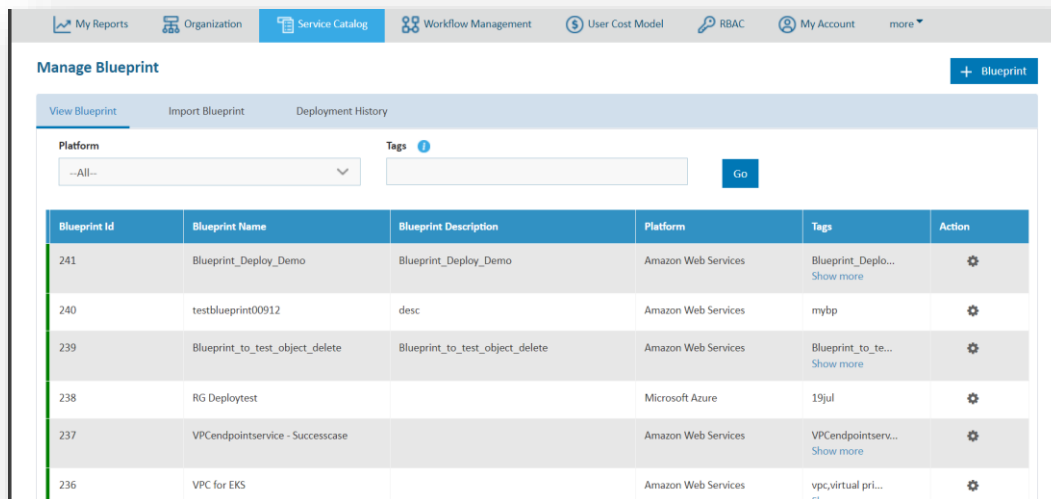 My Reports Organization Service Catalog Workflow Management User Cost Model RBAC My Account more
Manage Blueprint
+ Blueprint
View Blueprint Import Blueprint Deployment History
Platform Tags i
--All--
Go
Blueprint Id Blueprint Name Blueprint Description Platform Tags Action
241 Blueprint_Deploy_Demo Blueprint_Deploy_Demo Amazon Web Services Blueprint_Deplo...
Show more
240 testblueprint00912 desc Amazon Web Services mybp
239 Blueprint_to_test_object_delete Blueprint_to_test_object_delete Amazon Web Services Blueprint_to_te...
Show more
238 RG Deploytest Microsoft Azure 19jul
237 VPCendpointservice - Successcase Amazon Web Services VPCendpointserv...
Show more
236 VPC for EKS Amazon Web Services vpc,virtual pri...